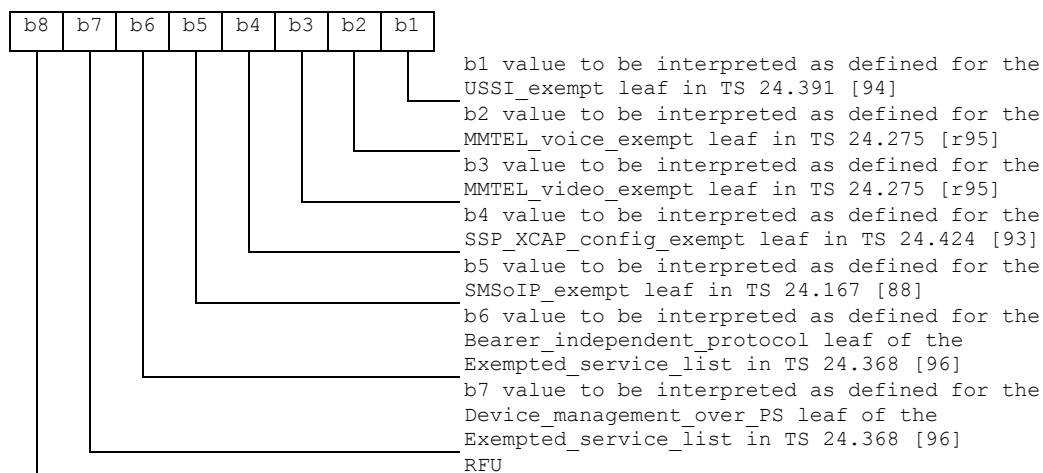 b8 b7 b6 b5 b4 b3 b2 b1
b1 value to be interpreted as defined for the
USSI_exempt leaf in TS 24.391 [94]
b2 value to be interpreted as defined for the
MMTEL_voice_exempt leaf in TS 24.275 [r95]
b3 value to be interpreted as defined for the
MMTEL_video_exempt leaf in TS 24.275 [r95]
b4 value to be interpreted as defined for the
SSP_XCAP_config_exempt leaf in TS 24.424 [93]
b5 value to be interpreted as defined for the
SMSoIP_exempt leaf in TS 24.167 [88]
b6 value to be interpreted as defined for the
Bearer_independent_protocol leaf of the
Exempted_service_list in TS 24.368 [96]
b7 value to be interpreted as defined for the
Device_management_over_PS leaf of the
Exempted_service_list in TS 24.368 [96]
RFU